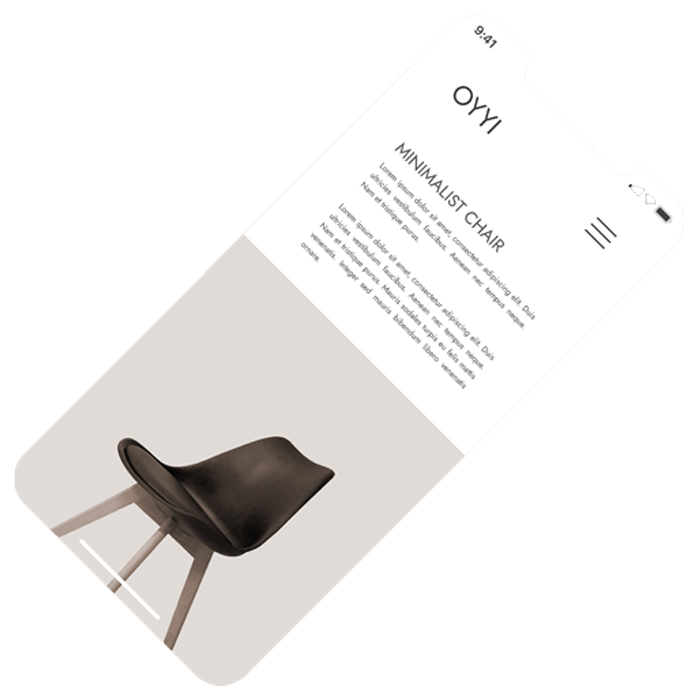 9:41
OYYI
MINIMALIST CHAIR
Lorem ipsum dolor sit amet, consectetur adipiscing elit. Duis
ultricies vestibulum faucibus. Aenean nec tempus neque.
Nam et tristique purus.
Lorem ipsum dolor sit amet, consectetur adipiscing elit. Duis
ultricies vestibulum faucibus. Aenean nec tempus neque.
Nam et tristique purus. Mauris sodales turpis eu felis mattis
venenatis. Integer sed mauris bibendum libero venenatis
ornare.